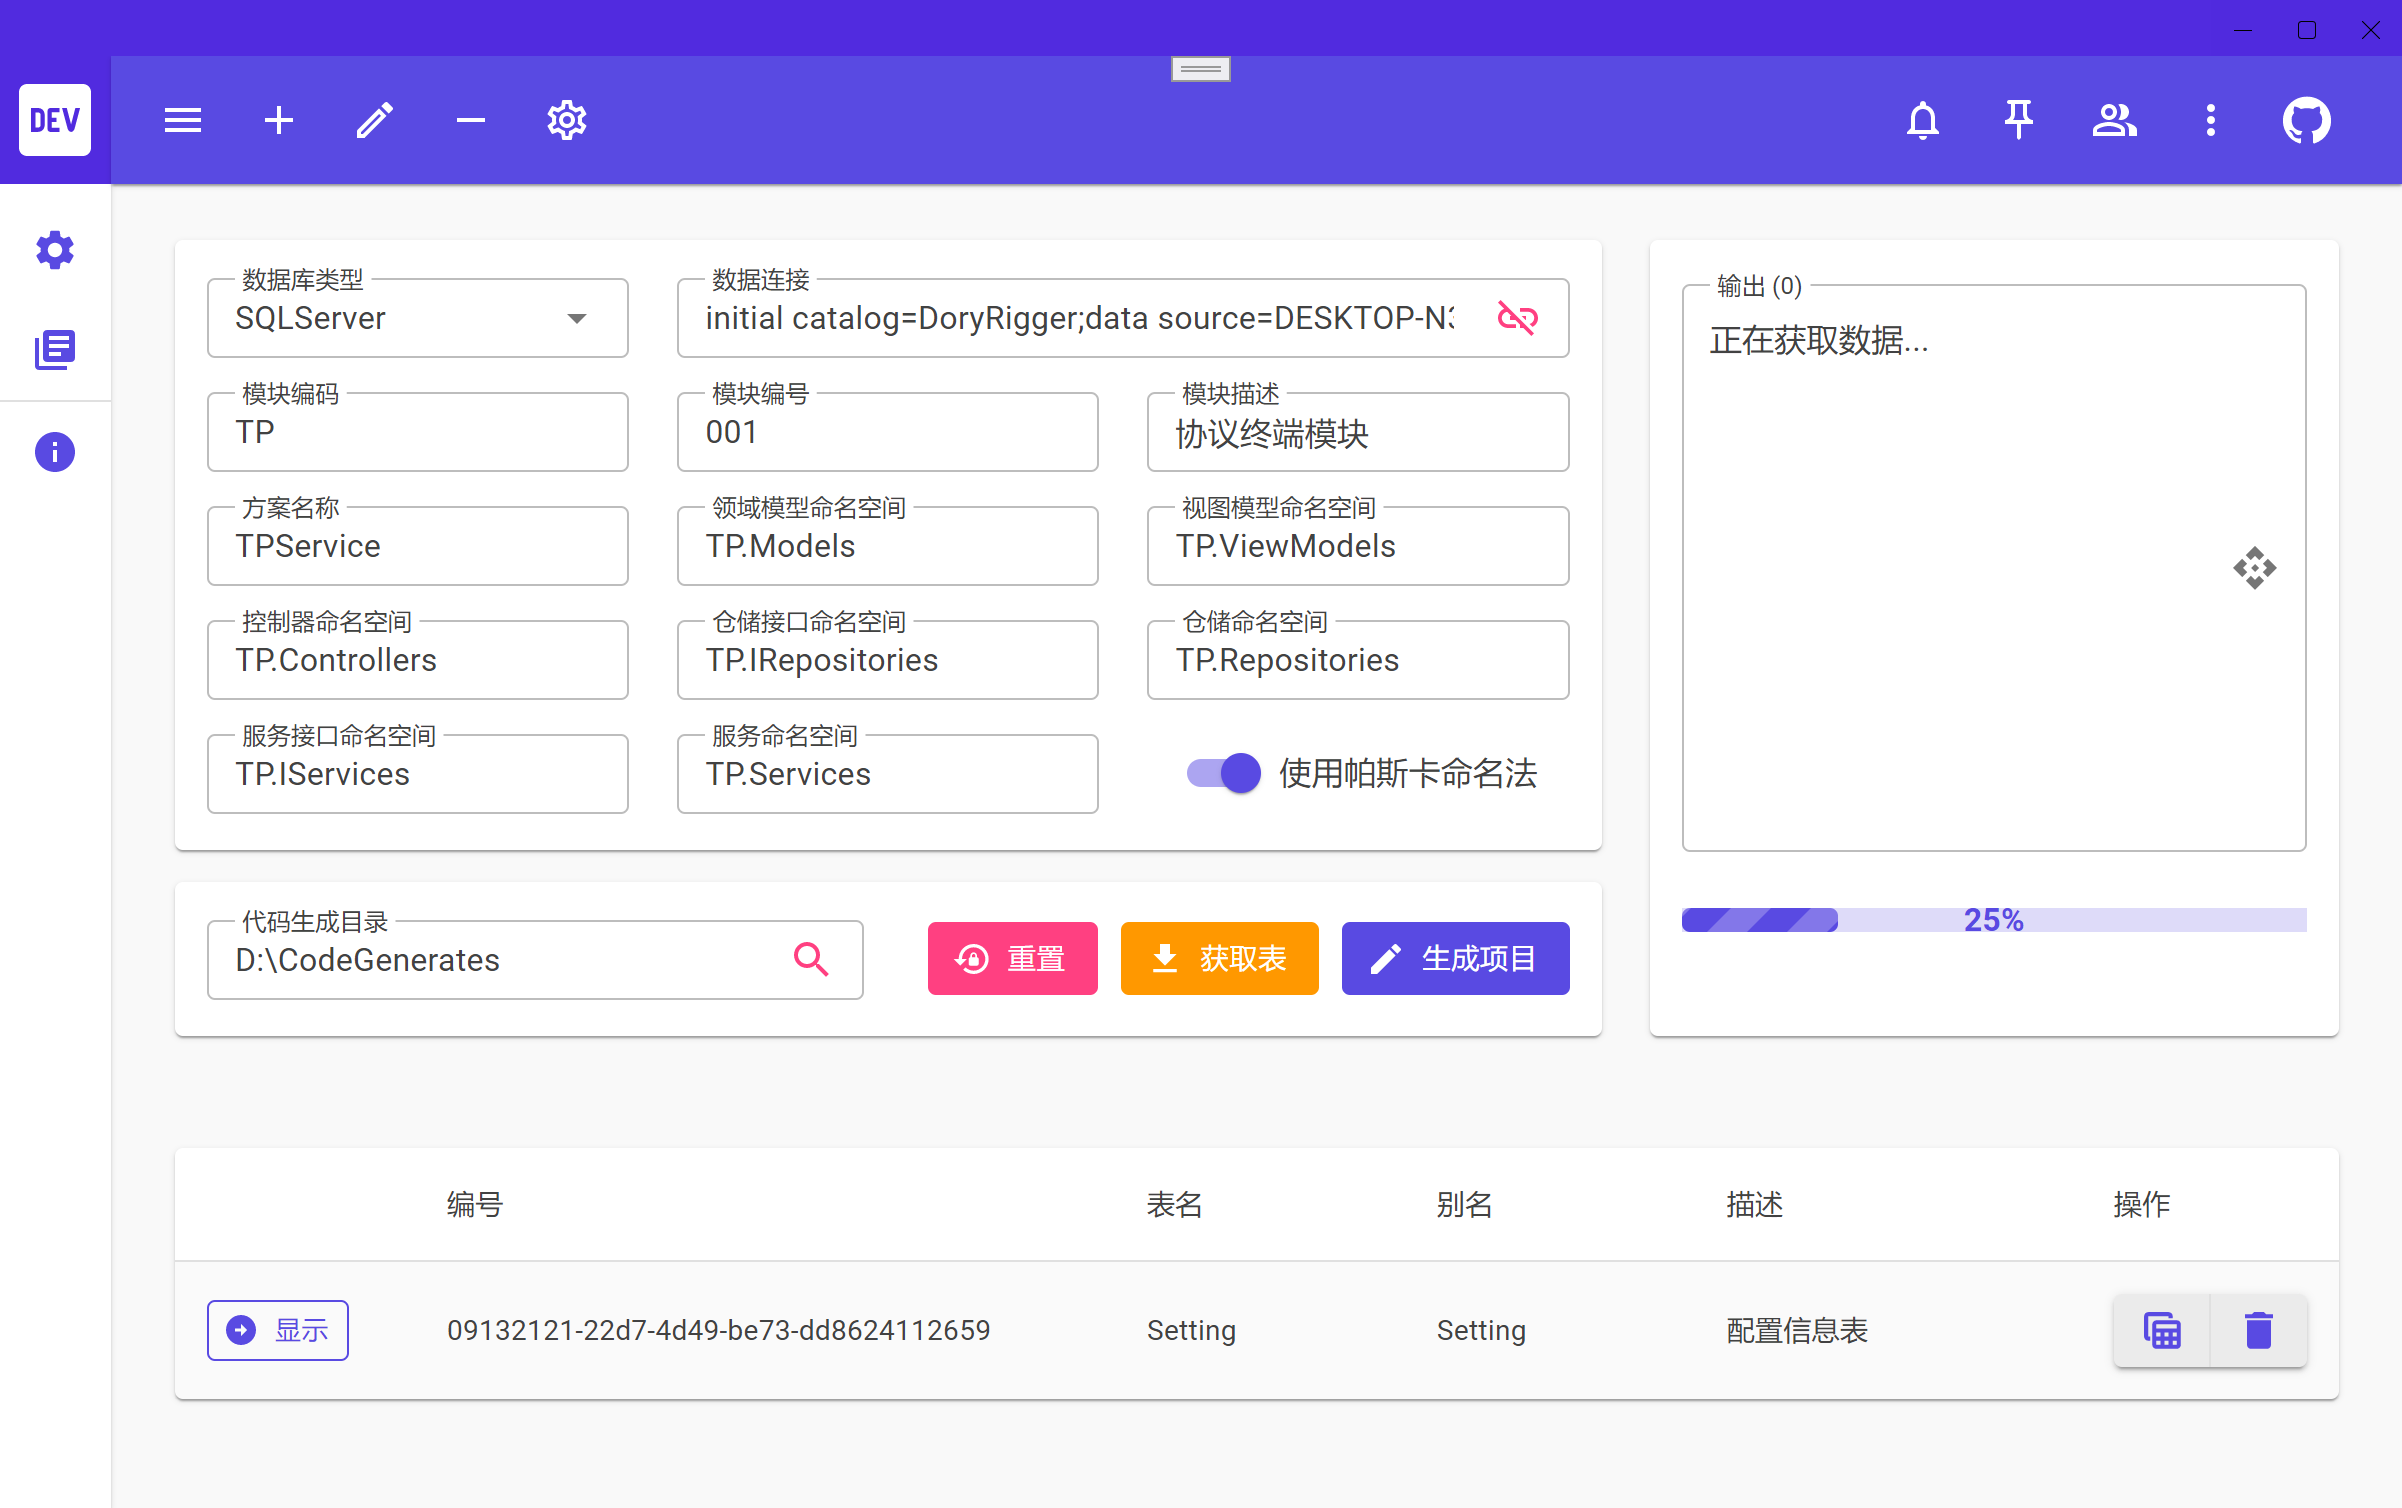 DEV
数据库类型
SQLServer
数据连接
initial catalog=DoryRigger;data source=DESKTOP-N
模块编码
TP
模块编号
001
模块描述
协议终端模块
方案名称
TPService
领域模型命名空间
TP.Models
视图模型命名空间
TP.ViewModels
控制器命名空间
TP.Controllers
仓储接口命名空间
TP.IRepositories
仓储命名空间
TP.Repositories
服务接口命名空间
TP.IServices
服务命名空间
TP.Services
使用帕斯卡命名法
输出 (0)
正在获取数据...
25%
代码生成目录
D:\CodeGenerates
重置
获取表
生成项目
编号 表名 别名 描述 操作
显示 09132121-22d7-4d49-be73-dd8624112659 Setting Setting 配置信息表